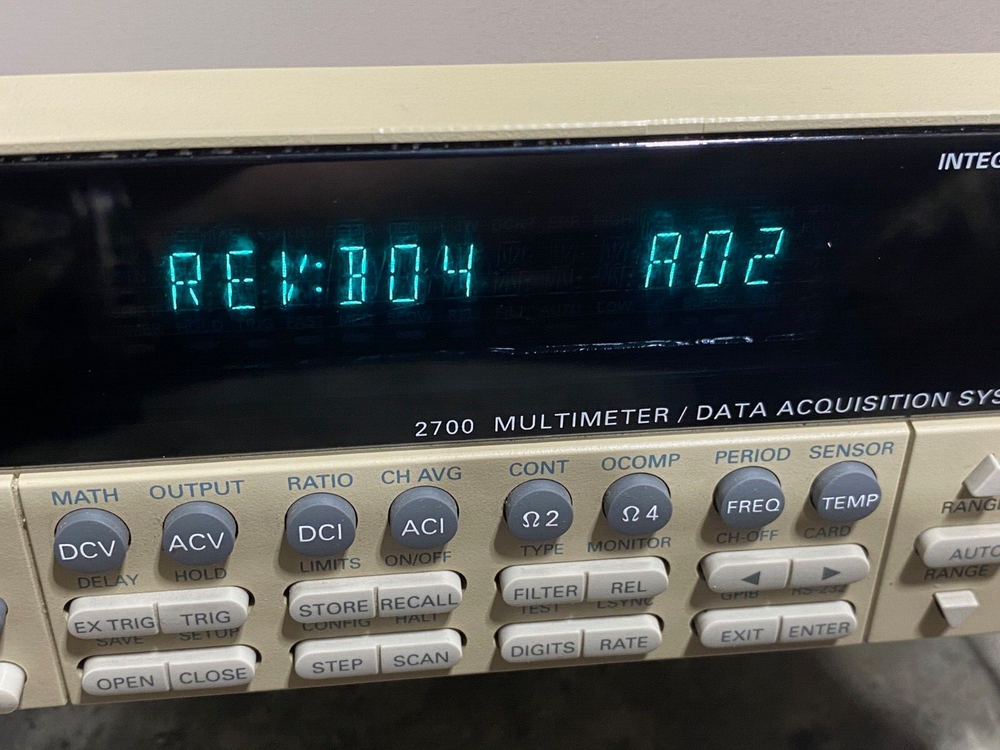 INTEG
REV:B04 A02
2700 MULTIMETER / DATA ACQUISITION SYS
MATH OUTPUT RATIO CH AVG CONT OCOMP PERIOD SENSOR
DCV ACV DCI ACI Ω2 Ω4 FREQ TEMP
RANGE
DELAY HOLD LIMITS ON/OFF TYPE MONITOR CH-OFF CARD
EX TRIG TRIG STORE RECALL FILTER REL ◀ ▶ AUTO
RANGE
SAVE SETUP CONFIG HALT TEST LSYNC GPIB RS-232
OPEN CLOSE STEP SCAN DIGITS RATE EXIT ENTER